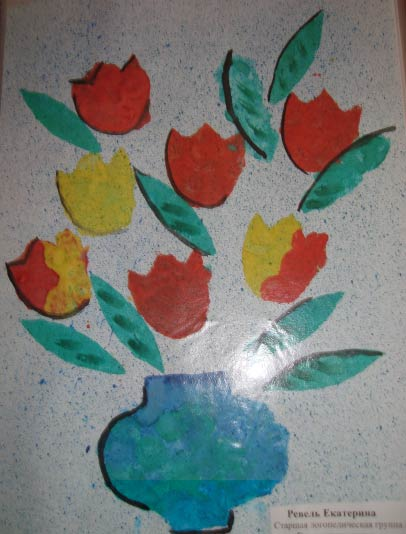 Ревель Екатерина
Старшая логопедическая группа